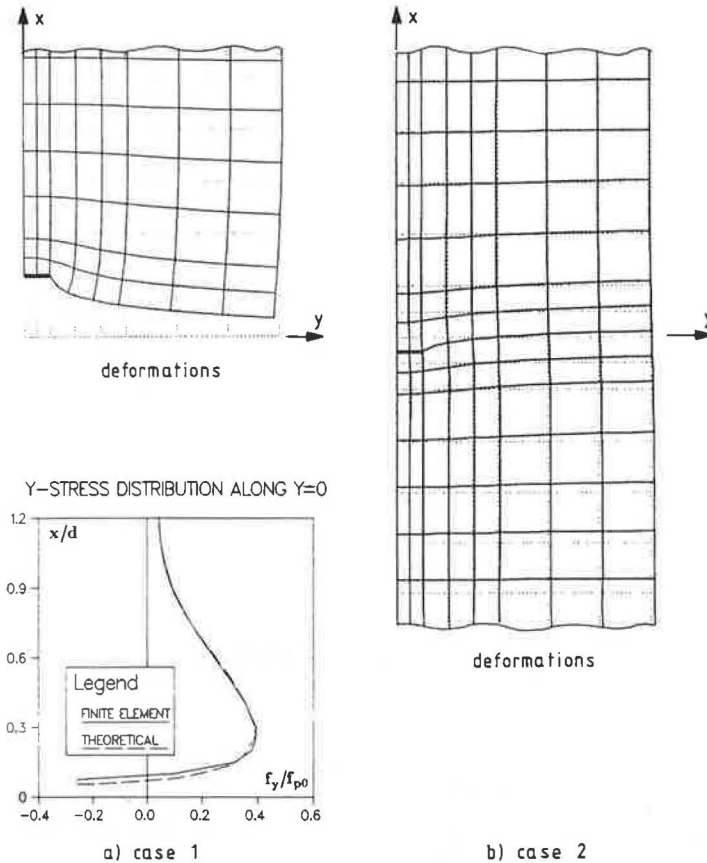 x
y
deformations
Y-STRESS DISTRIBUTION ALONG Y=0
1.2
x/d
0.9
0.6
Legend
FINITE ELEMENT
THEORETICAL
0.3
f_y/f_p0
0
-0.4
-0.2
0.0
0.2
0.4
0.6
a) case 1
x
y
deformations
b) case 2